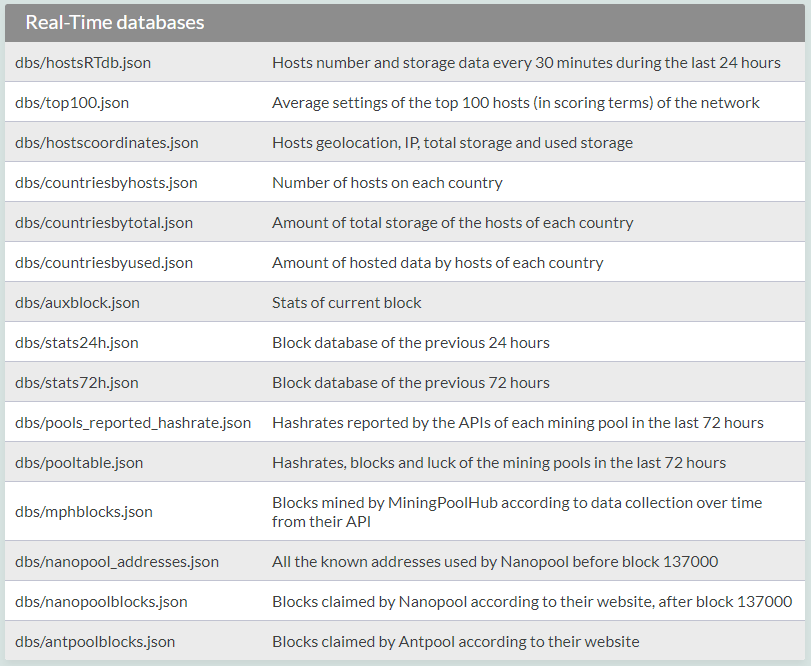 Real-Time databases
dbs/hostsRTdb.json Hosts number and storage data every 30 minutes during the last 24 hours
dbs/top100.json Average settings of the top 100 hosts (in scoring terms) of the network
dbs/hostscoordinates.json Hosts geolocation, IP, total storage and used storage
dbs/countriesbyhosts.json Number of hosts on each country
dbs/countriesbytotal.json Amount of total storage of the hosts of each country
dbs/countriesbyused.json Amount of hosted data by hosts of each country
dbs/auxblock.json Stats of current block
dbs/stats24h.json Block database of the previous 24 hours
dbs/stats72h.json Block database of the previous 72 hours
dbs/pools_reported_hashrate.json Hashrates reported by the APIs of each mining pool in the last 72 hours
dbs/pooltable.json Hashrates, blocks and luck of the mining pools in the last 72 hours
dbs/mphblocks.json Blocks mined by MiningPoolHub according to data collection over time
from their API
dbs/nanopool_addresses.json All the known addresses used by Nanopool before block 137000
dbs/nanopoolblocks.json Blocks claimed by Nanopool according to their website, after block 137000
dbs/antpoolblocks.json Blocks claimed by Antpool according to their website